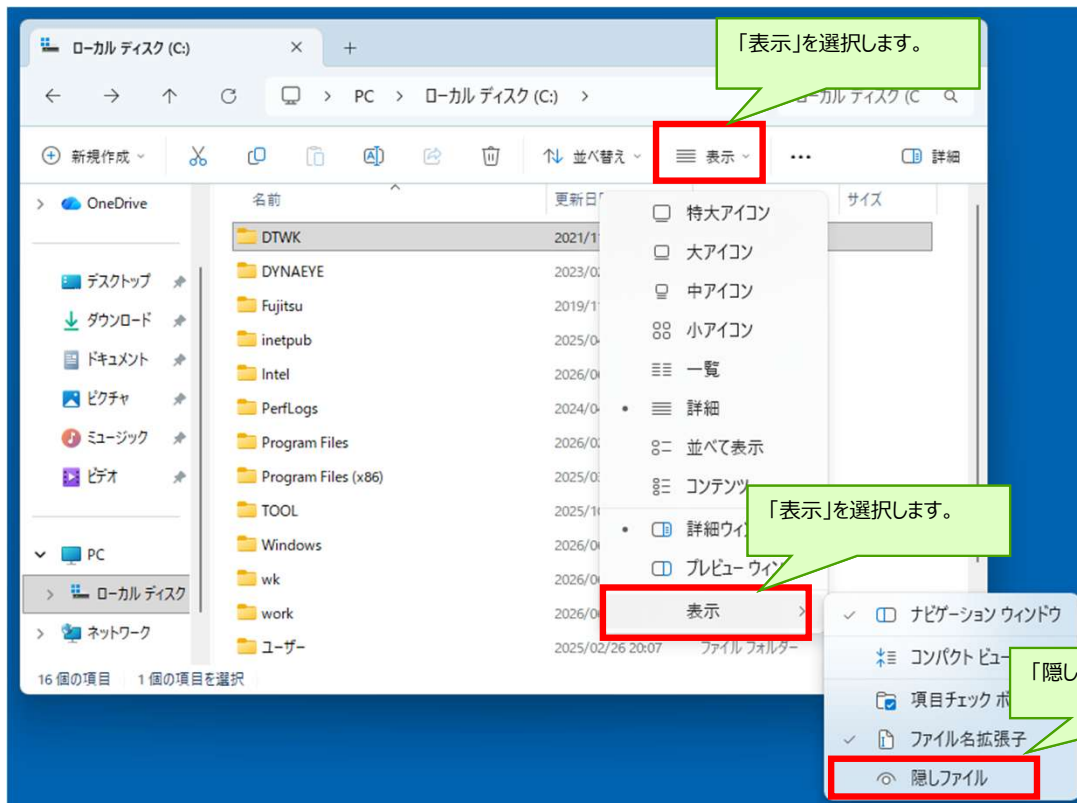 ローカル ディスク (C:)
「表示」を選択します。
PC
ローカル ディスク (C:)
ローカル ディスク (C
新規作成
並べ替え
表示
詳細
OneDrive
デスクトップ
ダウンロード
ドキュメント
ピクチャ
ミュージック
ビデオ
PC
ローカル ディスク
ネットワーク
名前
更新日
サイズ
DTWK
2021/1
DYNAEYE
2023/0
Fujitsu
2019/1
inetpub
2025/0
Intel
2026/0
PerfLogs
2024/0
Program Files
2026/0
Program Files (x86)
2025/0
TOOL
2025/1
Windows
2026/0
wk
2026/0
work
2026/0
ユーザー
2025/02/26 20:07
ファイル フォルダー
特大アイコン
大アイコン
中アイコン
小アイコン
一覧
詳細
並べて表示
コンテンツ
「表示」を選択します。
詳細ウィ
プレビュー ウィン
表示
ナビゲーション ウィンドウ
コンパクト ビュー
「隠し
項目チェック ボ
ファイル名拡張子
隠しファイル
16 個の項目
1 個の項目を選択